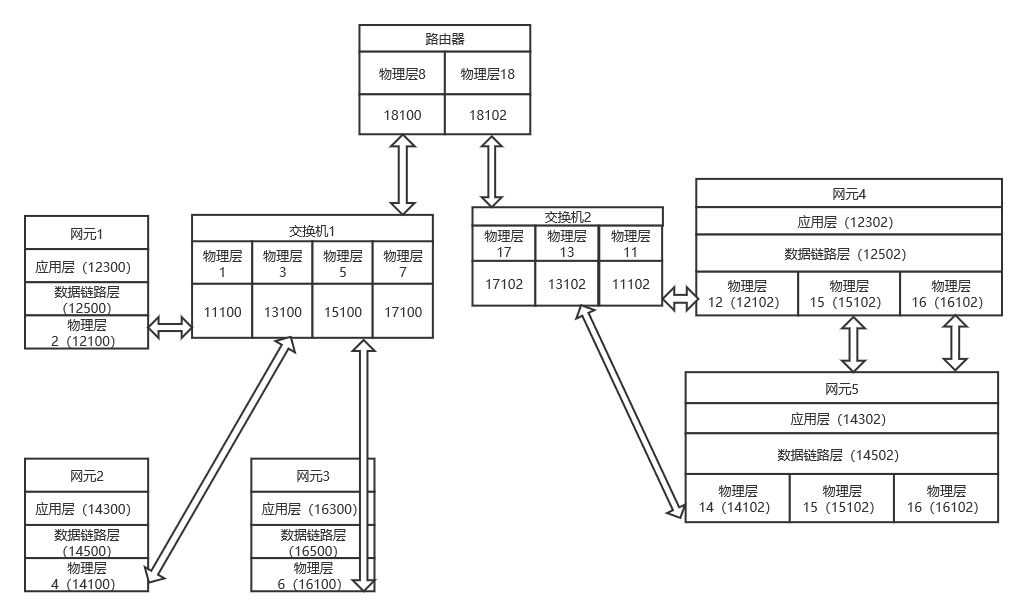 路由器
物理层8
物理层18
18100
18102
交换机1
物理层
1
物理层
3
物理层
5
物理层
7
11100
13100
15100
17100
交换机2
物理层
17
物理层
13
物理层
11
17102
13102
11102
网元1
应用层（12300）
数据链路层
（12500）
物理层
2（12100）
网元4
应用层（12302）
数据链路层（12502）
物理层
12（12102）
物理层
15（15102）
物理层
16（16102）
网元5
应用层（14302）
数据链路层（14502）
物理层
14（14102）
物理层
15（15102）
物理层
16（16102）
网元2
应用层（14300）
数据链路层
（14500）
物理层
4（14100）
网元3
应用层（16300）
数据链路层
（16500）
物理层
6（16100）